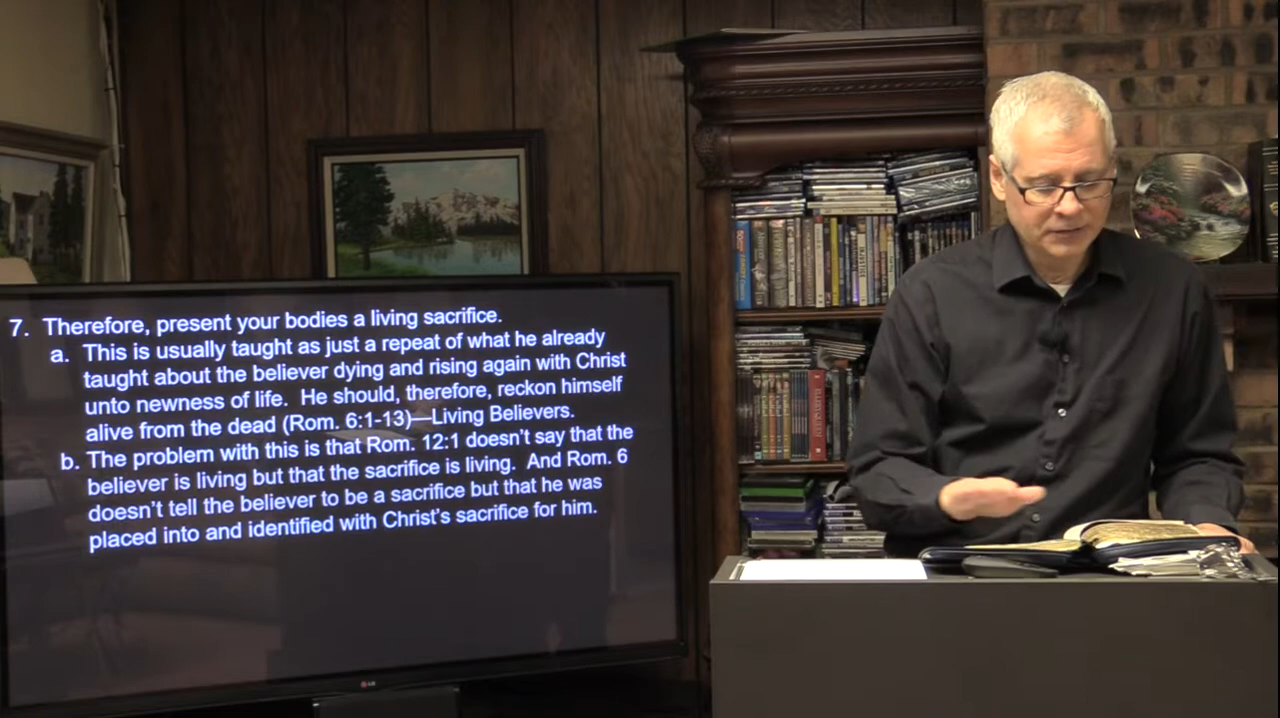 7. Therefore, present your bodies a living sacrifice.
a. This is usually taught as just a repeat of what he already
taught about the believer dying and rising again with Christ
unto newness of life. He should, therefore, reckon himself
alive from the dead (Rom. 6:1-13)—Living Believers.
b. The problem with this is that Rom. 12:1 doesn't say that the
believer is living but that the sacrifice is living. And Rom. 6
doesn't tell the believer to be a sacrifice but that he was
placed into and identified with Christ's sacrifice for him.
LG